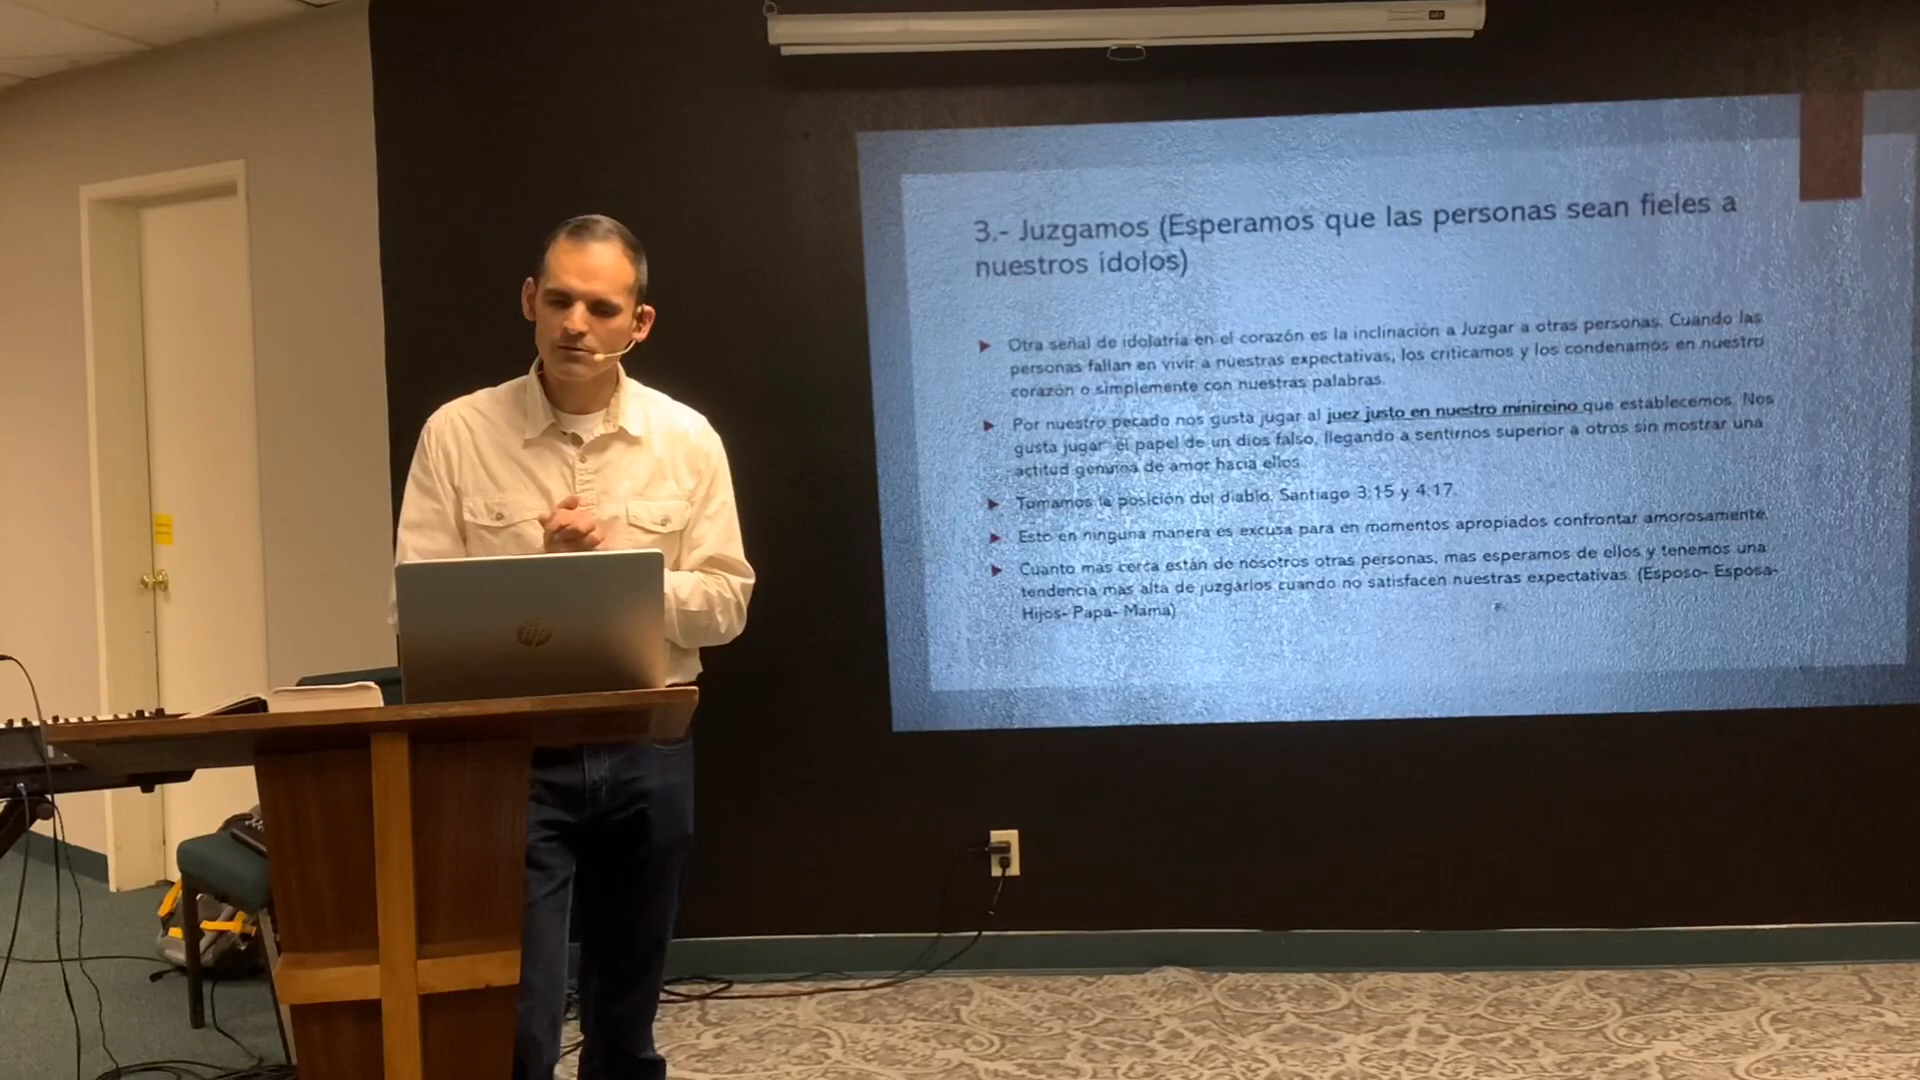 3.- Juzgamos (Esperamos que las personas sean fieles a
nuestros ídolos)
Otra señal de idolatria en el corazón es la inclinación a Juzgar a otras personas. Cuando las
personas fallan en vivir a nuestras expectativas, los criticamos y los condenamos en nuestro
corazón o simplemente con nuestras palabras.
Por nuestro pecado nos gusta jugar al juez justo en nuestro minireino que establecemos. Nos
gusta jugar el papel de un dios falso, llegando a sentirnos superior a otros sin mostrar una
actitud genuina de amor hacia ellos.
Tomamos la posición del diablo. Santiago 3:15 y 4:17.
Esto en ninguna manera es excusa para en momentos apropiados confrontar amorosamente.
Cuanto mas cerca están de nosotros otras personas, mas esperamos de ellos y tenemos una
tendencia mas alta de juzgarlos cuando no satisfacen nuestras expectativas. (Esposo- Esposa-
Hijos- Papa- Mama)
hp